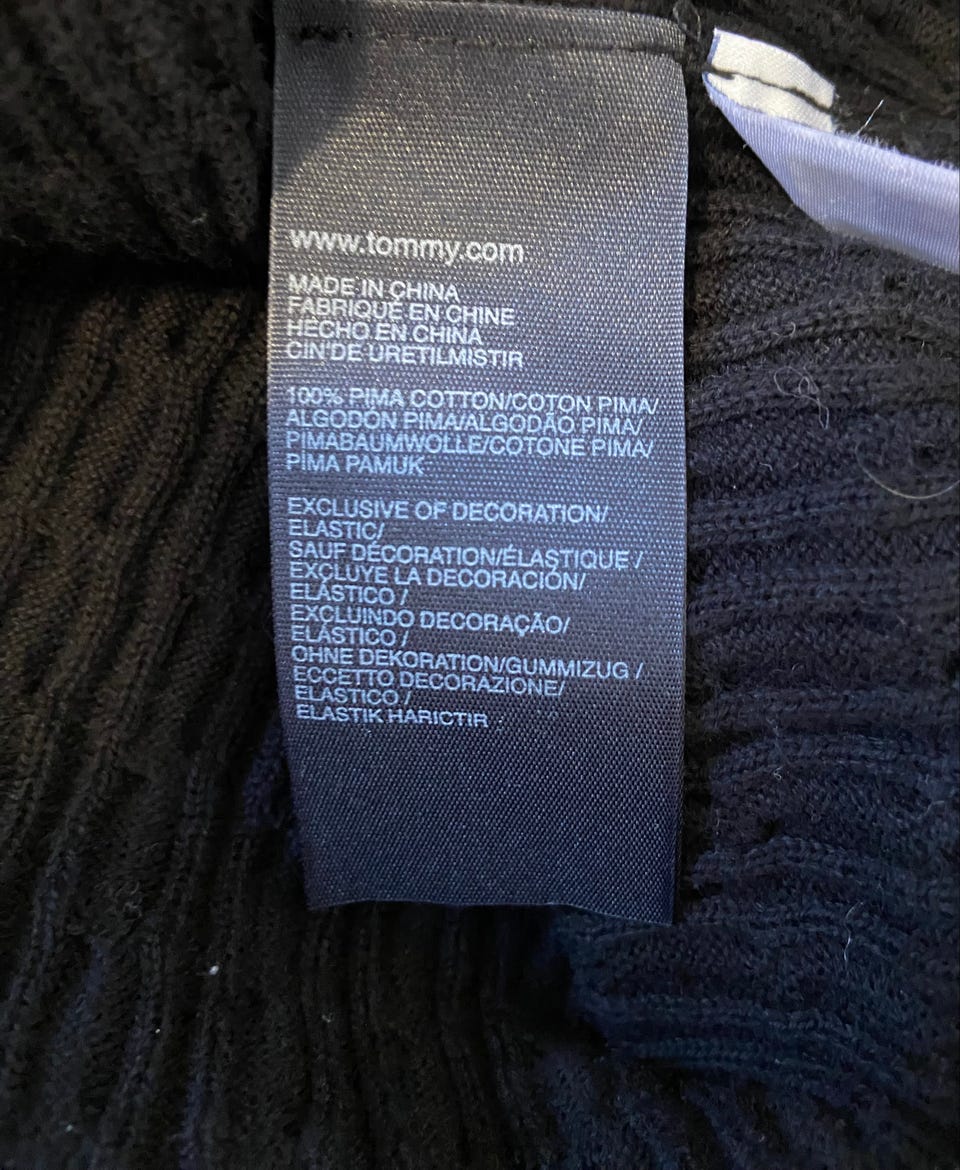 www.tommy.com
MADE IN CHINA
FABRIQUÉ EN CHINE
HECHO EN CHINA
CIN'DE URETILMISTIR
100% PIMA COTTON/COTON PIMA/
ALGODÓN PIMA/ALGODÃO PIMA/
PIMABAUMWOLLE/COTONE PIMA/
PIMA PAMUK
EXCLUSIVE OF DECORATION/
ELASTIC/
SAUF DÉCORATION/ÉLASTIQUE /
EXCLUYE LA DECORACIÓN/
ELÁSTICO /
EXCLUINDO DECORAÇÃO/
ELÁSTICO /
OHNE DEKORATION/GUMMIZUG /
ECCETTO DECORAZIONE/
ELASTICO /
ELASTIK HARICTIR